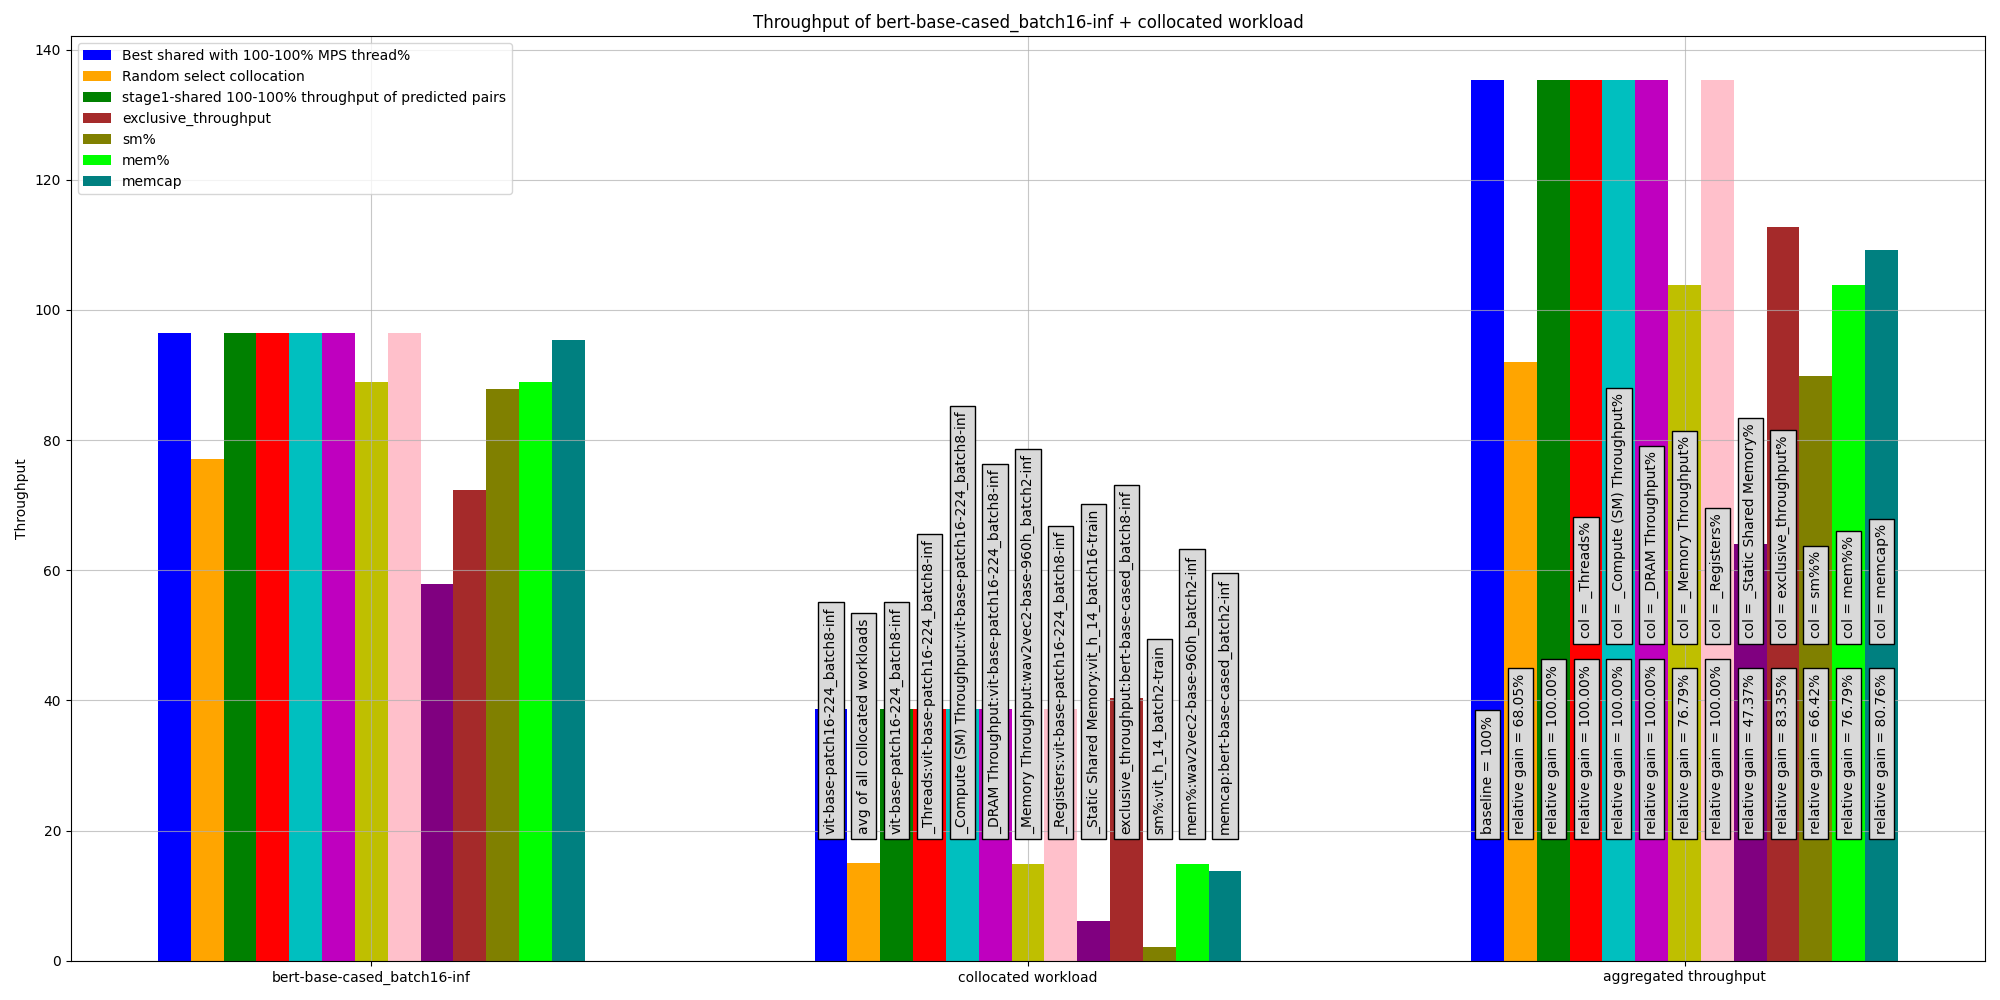 Throughput of bert-base-cased_batch16-inf + collocated workload
Best shared with 100-100% MPS thread%
Random select collocation
stage1-shared 100-100% throughput of predicted pairs
exclusive_throughput
sm%
mem%
memcap
Throughput
140
120
100
80
60
40
20
0
vit-base-patch16-224_batch8-inf
avg of all collocated workloads
vit-base-patch16-224_batch8-inf
_Threads:vit-base-patch16-224_batch8-inf
_Compute (SM) Throughput:vit-base-patch16-224_batch8-inf
_DRAM Throughput:vit-base-patch16-224_batch8-inf
_Memory Throughput:wav2vec2-base-960h_batch2-inf
_Registers:vit-base-patch16-224_batch8-inf
_Static Shared Memory:vit_h_14_batch16-train
exclusive_throughput:bert-base-cased_batch8-inf
sm%:vit_h_14_batch2-train
mem%:wav2vec2-base-960h_batch2-inf
memcap:bert-base-cased_batch2-inf
col = _Threads%
col = _Compute (SM) Throughput%
col = _DRAM Throughput%
col = _Memory Throughput%
col = _Registers%
col = _Static Shared Memory%
col = exclusive_throughput%
col = sm%%
col = mem%%
col = memcap%
baseline = 100%
relative gain = 68.05%
relative gain = 100.00%
relative gain = 100.00%
relative gain = 100.00%
relative gain = 100.00%
relative gain = 76.79%
relative gain = 100.00%
relative gain = 47.37%
relative gain = 83.35%
relative gain = 66.42%
relative gain = 76.79%
relative gain = 80.76%
bert-base-cased_batch16-inf
collocated workload
aggregated throughput